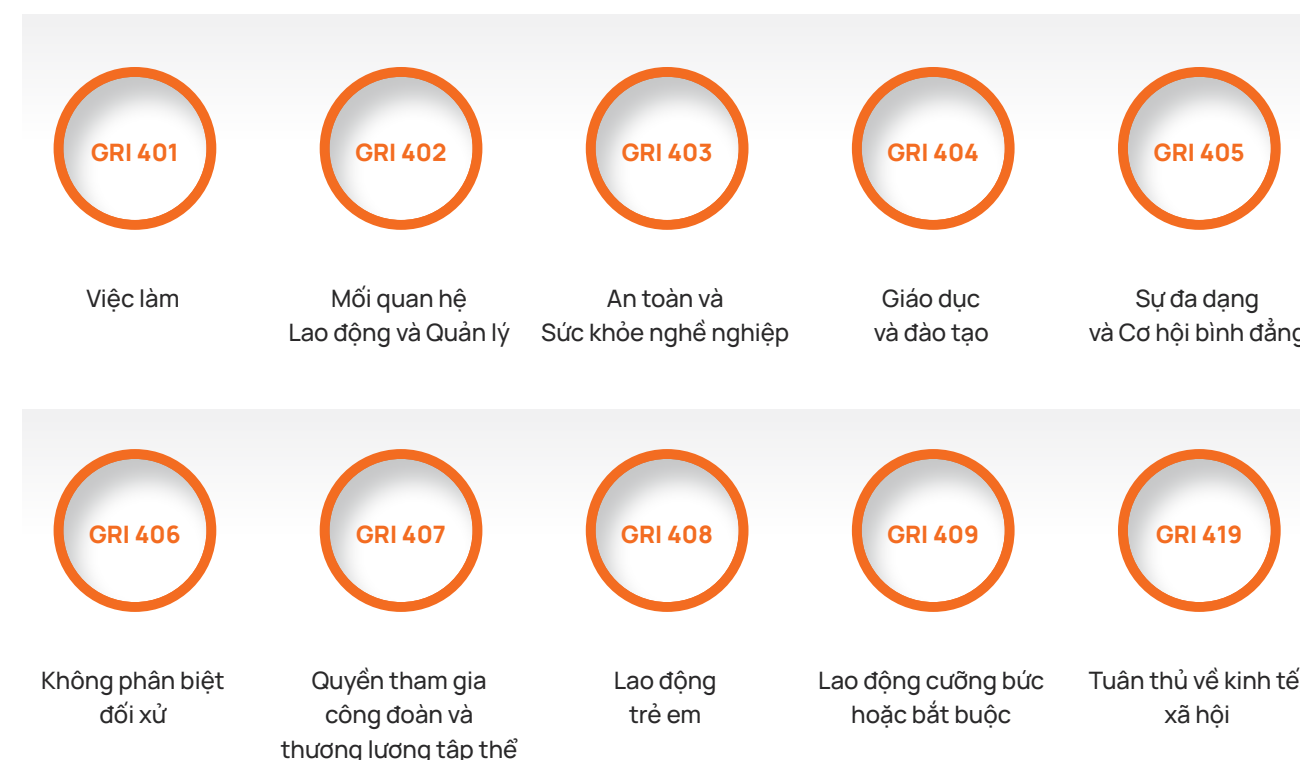 GRI 401 GRI 402 GRI 403 GRI 404 GRI 405
Việc làm
Mối quan hệ
Lao động và Quản lý
An toàn và
Sức khỏe nghề nghiệp
Giáo dục
và đào tạo
Sự đa dạng
và Cơ hội bình đẳng
GRI 406 GRI 407 GRI 408 GRI 409 GRI 419
Không phân biệt
đối xử
Quyền tham gia
công đoàn và
thương lượng tập thể
Lao động
trẻ em
Lao động cưỡng bức
hoặc bắt buộc
Tuân thủ về kinh tế
xã hội